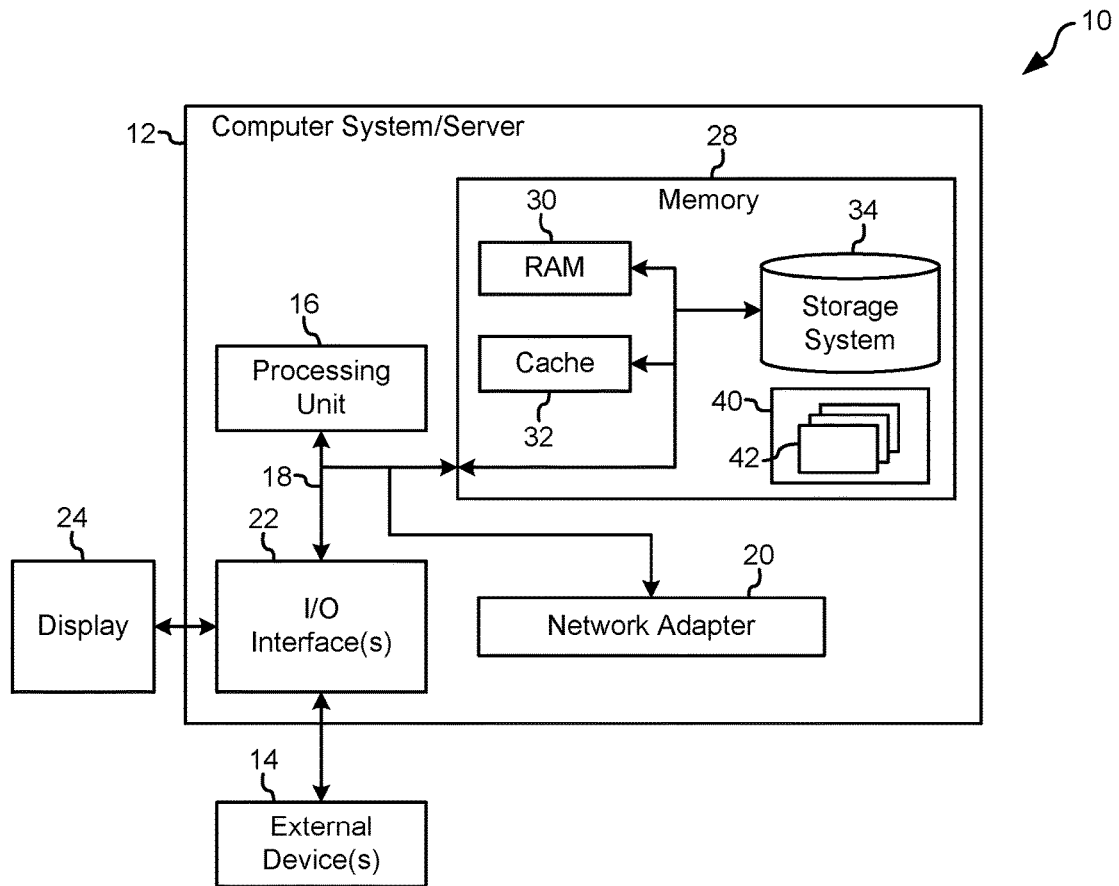 10
12
Computer System/Server
28
Memory
30
RAM
34
Storage
System
16
Processing
Unit
Cache
32
40
42
18
24
22
Display
I/O
Interface(s)
20
Network Adapter
14
External
Device(s)